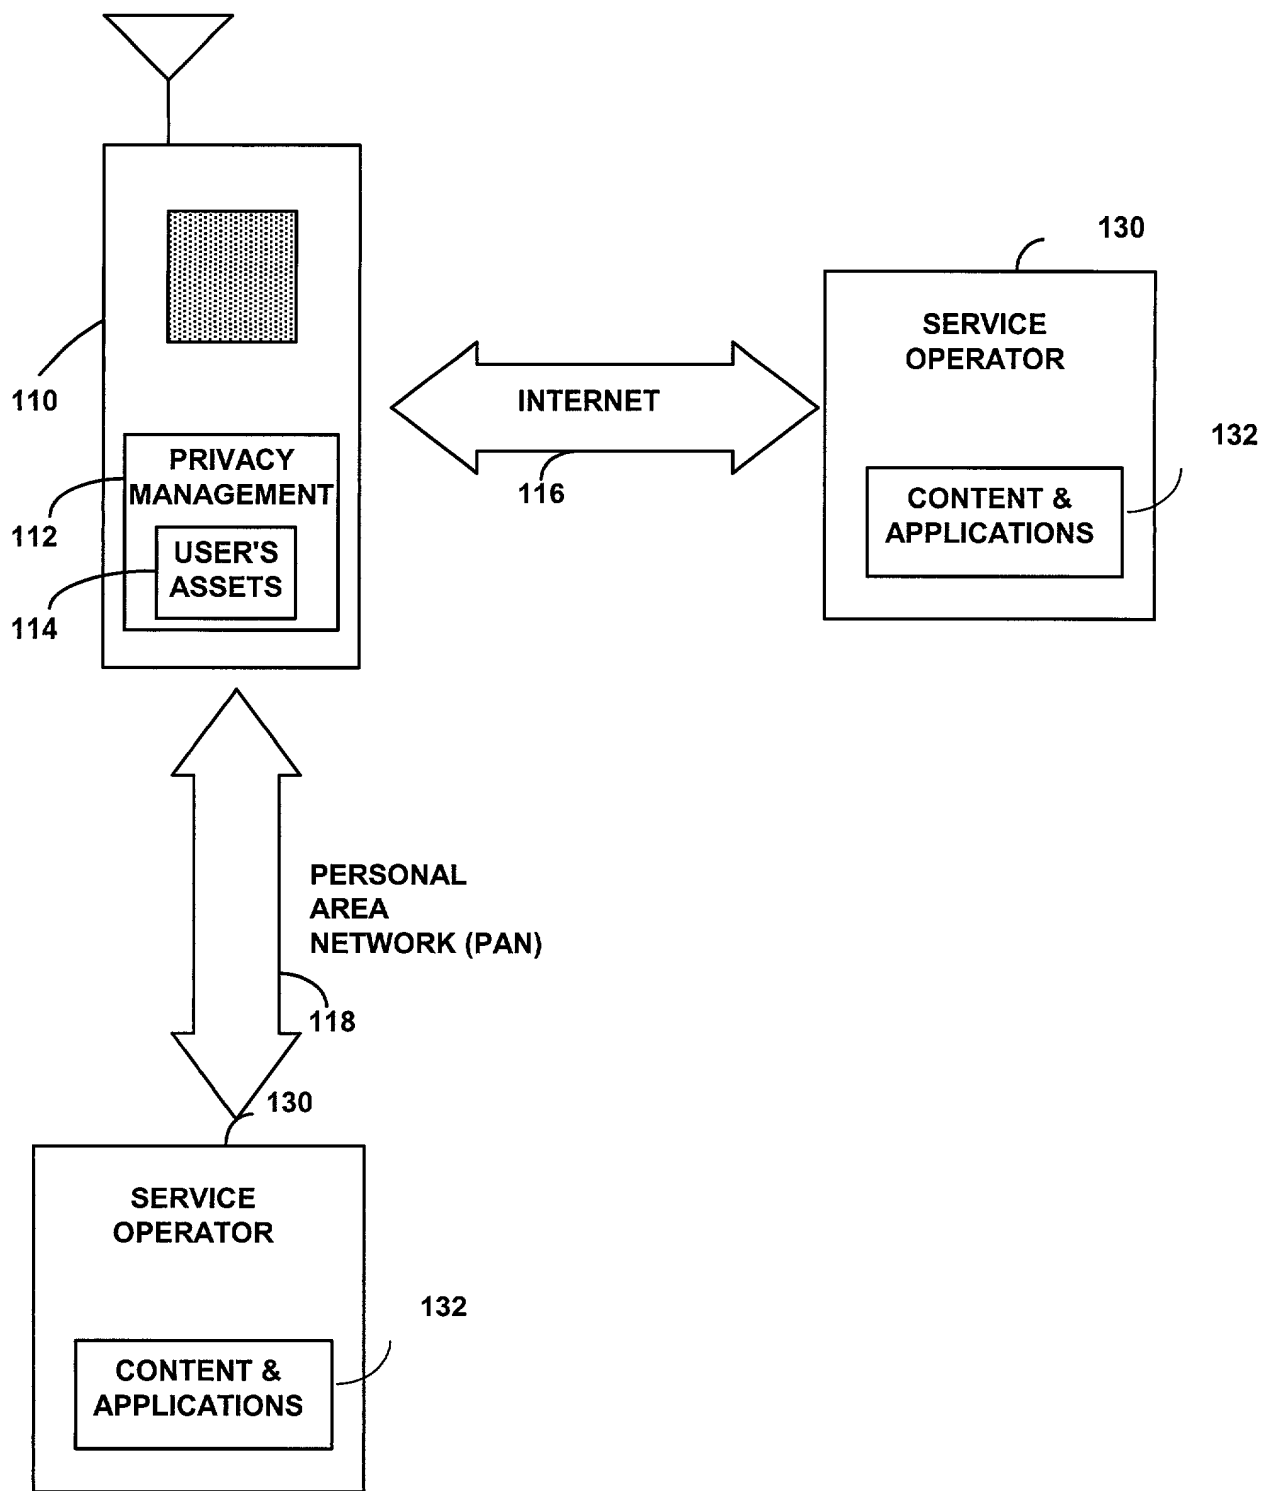 130
SERVICE
OPERATOR
110
INTERNET
132
PRIVACY
MANAGEMENT
116
CONTENT &
APPLICATIONS
112
USER'S
ASSETS
114
PERSONAL
AREA
NETWORK (PAN)
118
130
SERVICE
OPERATOR
132
CONTENT &
APPLICATIONS